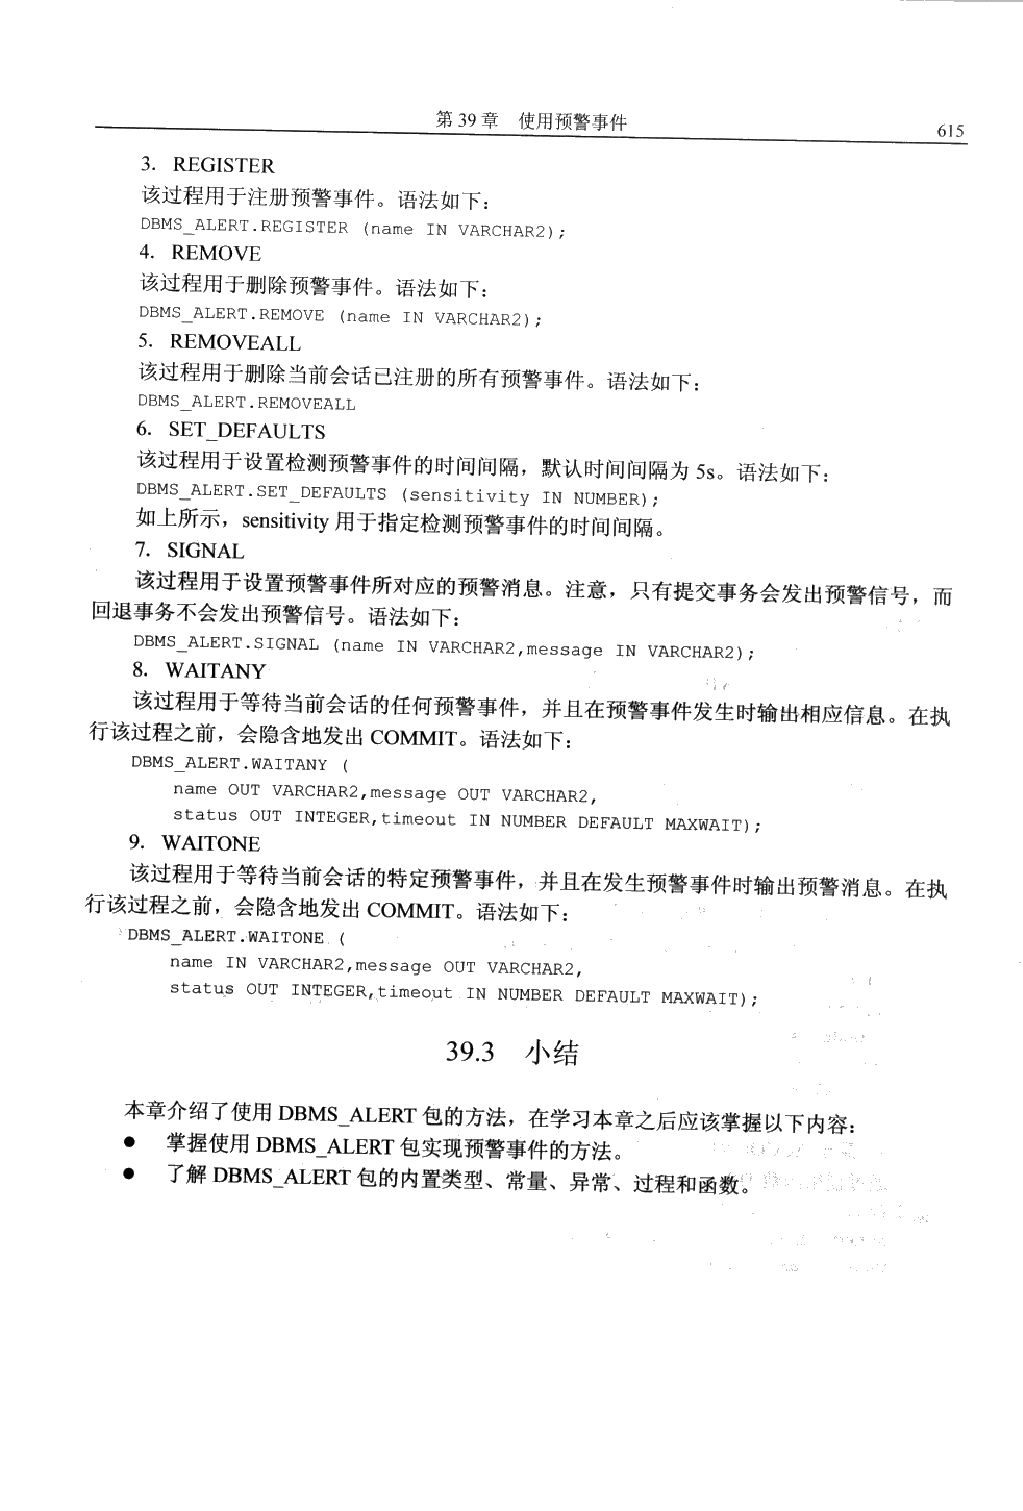 第 39 章　使用预警事件
615
3．REGISTER
该过程用于注册预警事件。语法如下：
DBMS_ALERT.REGISTER (name IN VARCHAR2);
4．REMOVE
该过程用于删除预警事件。语法如下：
DBMS_ALERT.REMOVE (name IN VARCHAR2);
5．REMOVEALL
该过程用于删除当前会话已注册的所有预警事件。语法如下：
DBMS_ALERT.REMOVEALL
6．SET_DEFAULTS
该过程用于设置检测预警事件的时间间隔，默认时间间隔为 5s。语法如下：
DBMS_ALERT.SET_DEFAULTS (sensitivity IN NUMBER);
如上所示，sensitivity 用于指定检测预警事件的时间间隔。
7．SIGNAL
该过程用于设置预警事件所对应的预警消息。注意，只有提交事务会发出预警信号，而
回退事务不会发出预警信号。语法如下：
DBMS_ALERT.SIGNAL (name IN VARCHAR2,message IN VARCHAR2);
8．WAITANY
该过程用于等待当前会话的任何预警事件，并且在预警事件发生时输出相应信息。在执
行该过程之前，会隐含地发出 COMMIT。语法如下：
DBMS_ALERT.WAITANY (
name OUT VARCHAR2,message OUT VARCHAR2,
status OUT INTEGER,timeout IN NUMBER DEFAULT MAXWAIT);
9．WAITONE
该过程用于等待当前会话的特定预警事件，并且在发生预警事件时输出预警消息。在执
行该过程之前，会隐含地发出 COMMIT。语法如下：
DBMS_ALERT.WAITONE (
name IN VARCHAR2,message OUT VARCHAR2,
status OUT INTEGER,timeout IN NUMBER DEFAULT MAXWAIT);
39.3　小结
本章介绍了使用 DBMS_ALERT 包的方法，在学习本章之后应该掌握以下内容：
● 掌握使用 DBMS_ALERT 包实现预警事件的方法。
● 了解 DBMS_ALERT 包的内置类型、常量、异常、过程和函数。